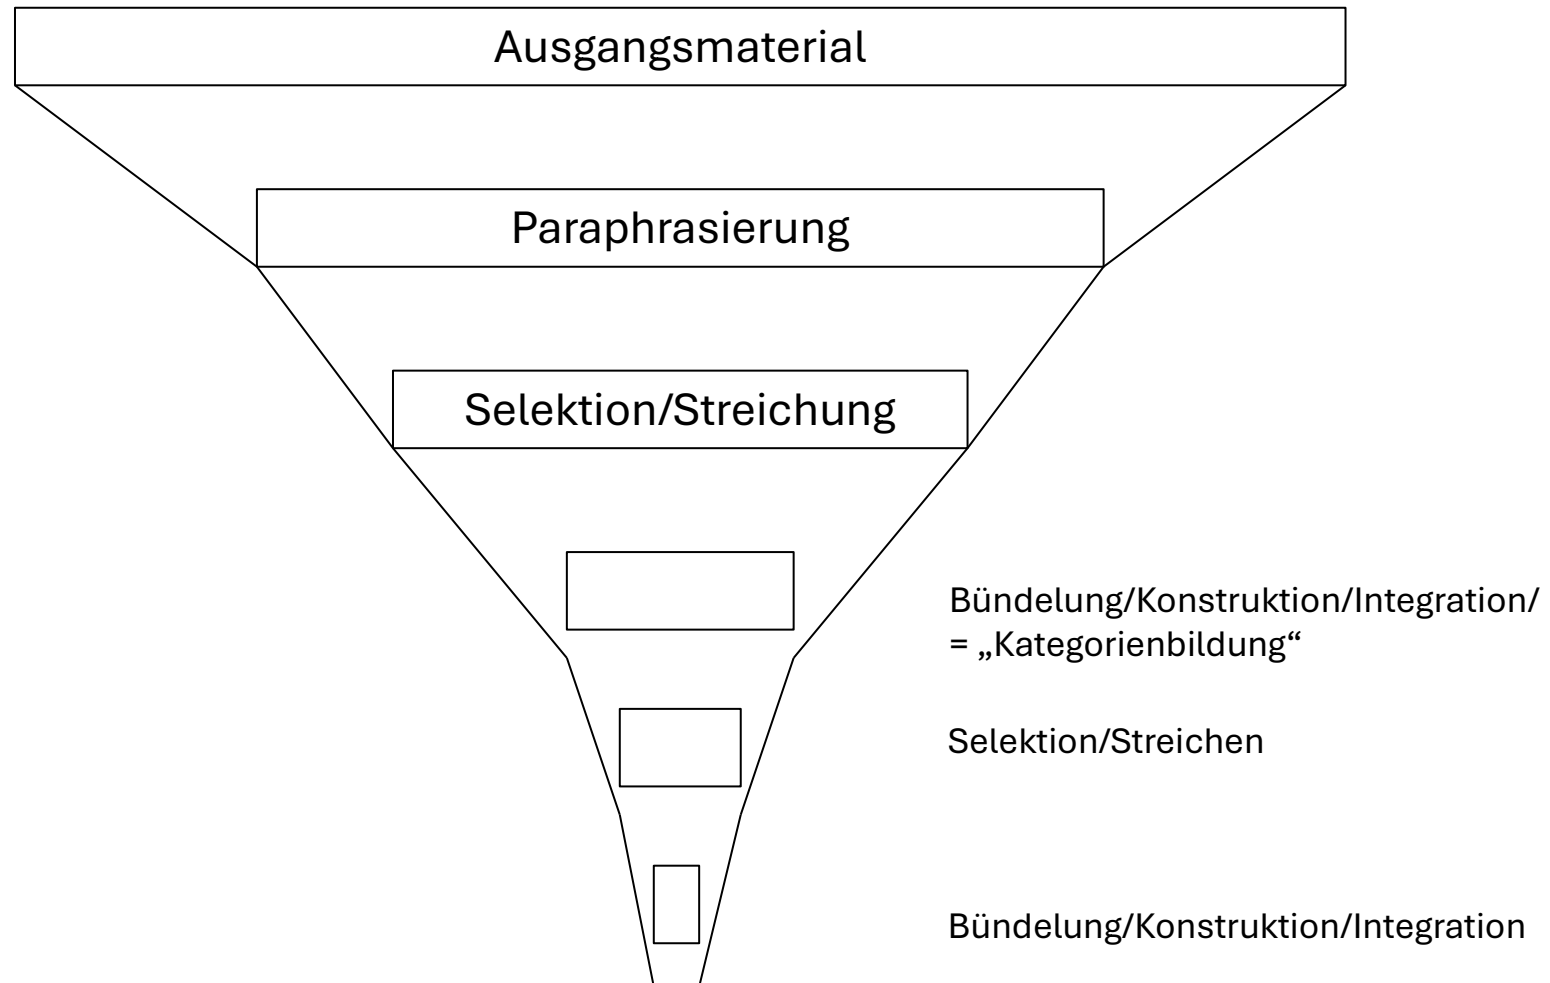 Ausgangsmaterial
Paraphrasierung
Selektion/Streichung
Bündelung/Konstruktion/Integration/
= „Kategorienbildung“
Selektion/Streichen
Bündelung/Konstruktion/Integration